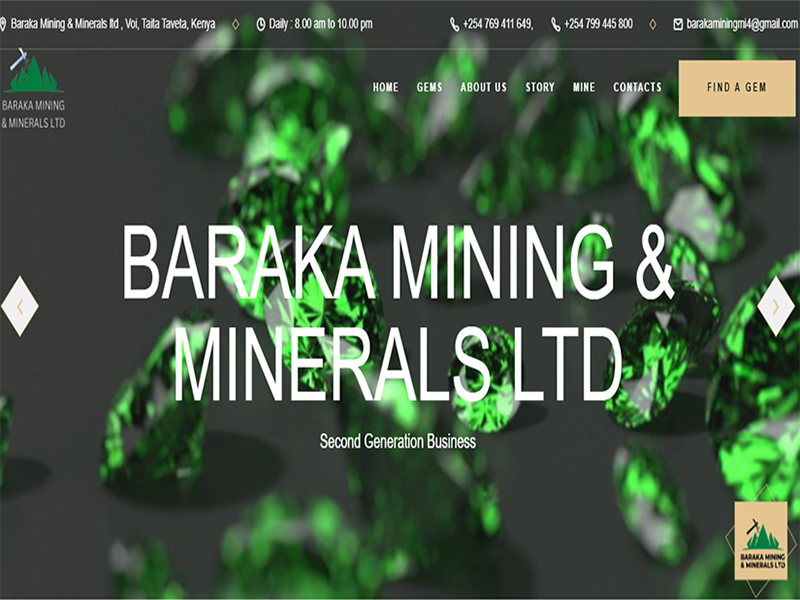 Baraka Mining & Minerals ltd , Voi, Taita Taveta, Kenya
Daily : 8.00 am to 10.00 pm
+254 769 411 649,
+254 799 445 800
barakaminingml4@gmail.com
BARAKA MINING
& MINERALS LTD
HOME GEMS ABOUT US STORY MINE CONTACTS
FIND A GEM
BARAKA MINING &
MINERALS LTD
Second Generation Business
BARAKA MINING
& MINERALS LTD